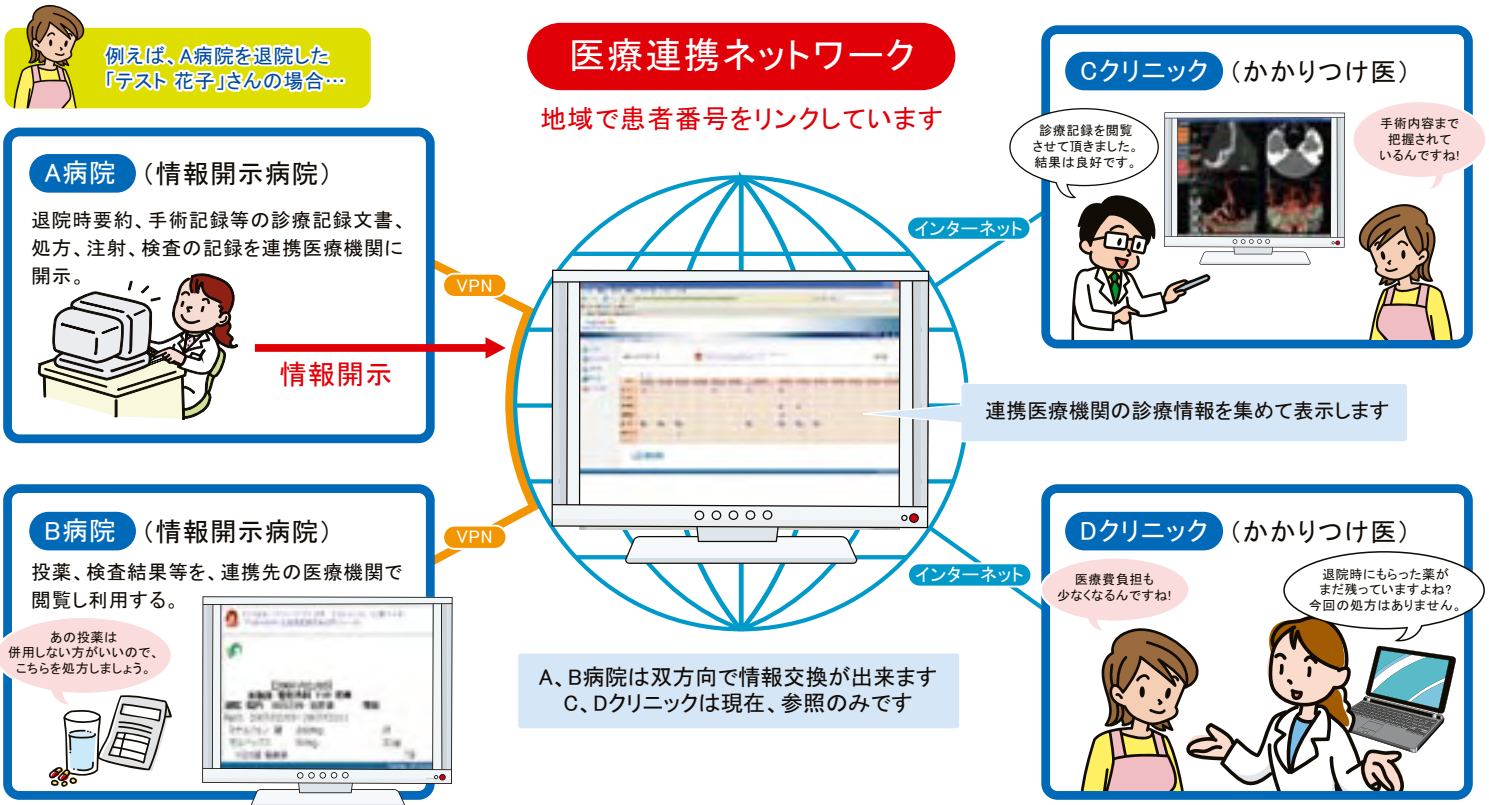 例えば、A病院を退院した
「テスト 花子」さんの場合…
医療連携ネットワーク
地域で患者番号をリンクしています
A病院 (情報開示病院)
退院時要約、手術記録等の診療記録文書、
処方、注射、検査の記録を連携医療機関に
開示。
情報開示
VPN
B病院 (情報開示病院)
投薬、検査結果等を、連携先の医療機関で
閲覧し利用する。
あの投薬は
併用しない方がいいので、
こちらを処方しましょう。
VPN
インターネット
インターネット
連携医療機関の診療情報を集めて表示します
A、B病院は双方向で情報交換が出来ます
C、Dクリニックは現在、参照のみです
Cクリニック (かかりつけ医)
診療記録を閲覧
させて頂きました。
結果は良好です。
手術内容まで
把握されて
いるんですね!
Dクリニック (かかりつけ医)
医療費負担も
少なくなるんですね!
退院時にもらった薬が
まだ残っていますよね?
今回の処方はありません。